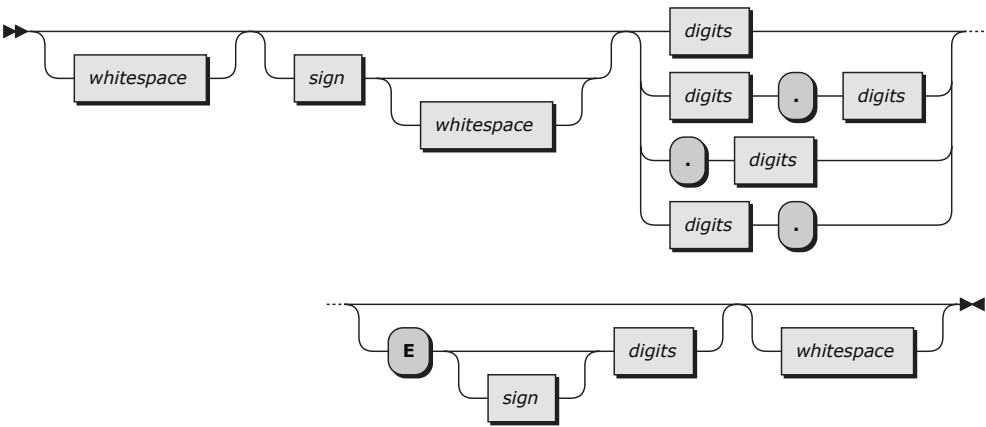 digits
whitespace sign digits . digits
whitespace
. digits
digits .
E digits whitespace
sign